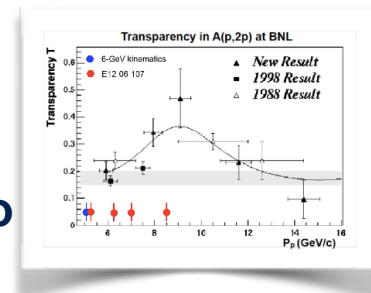 Transparency in A(p,2p) at BNL
Transparency T
0.6
0.5
0.4
0.3
0.2
0.1
0
6-GeV kinematics
E12 06 107
New Result
1998 Result
1988 Result
6 8 10 12 14 16
Pp (GeV/c)